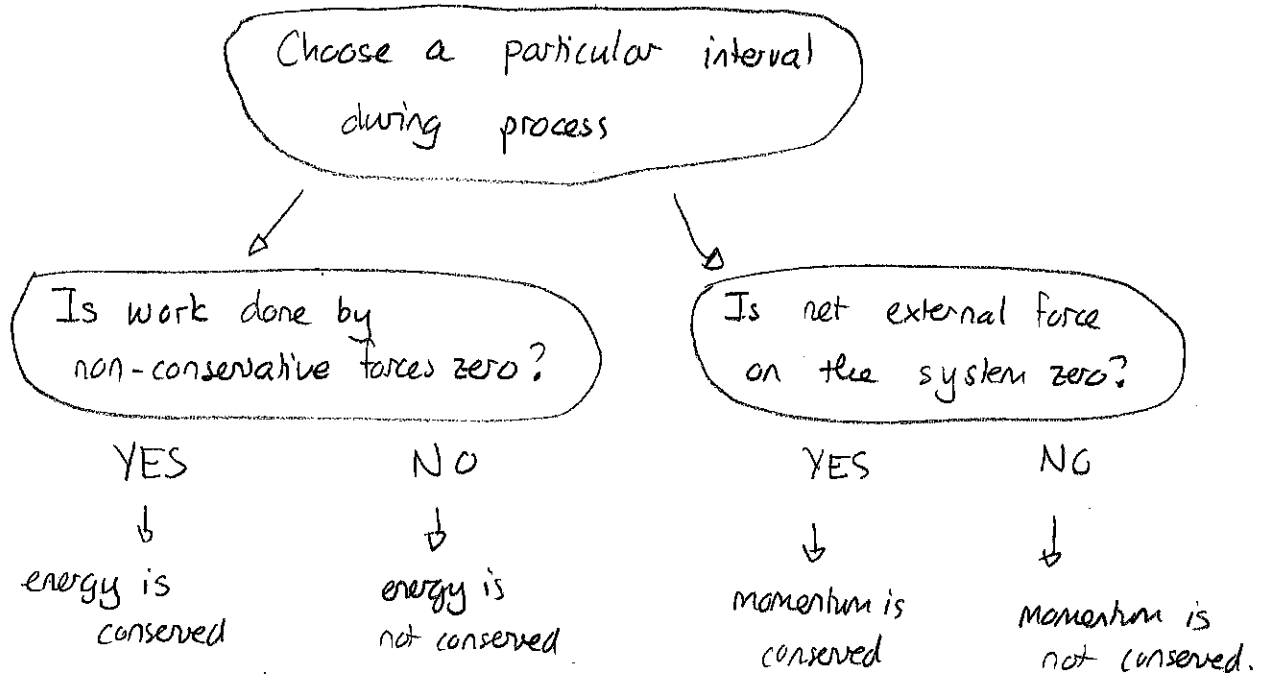 Choose a particular interval
during process
Is work done by
non-conservative forces zero?
Is net external force
on the system zero?
YES
NO
YES
NO
energy is
conserved
energy is
not conserved
momentum is
conserved
momentum is
not conserved.